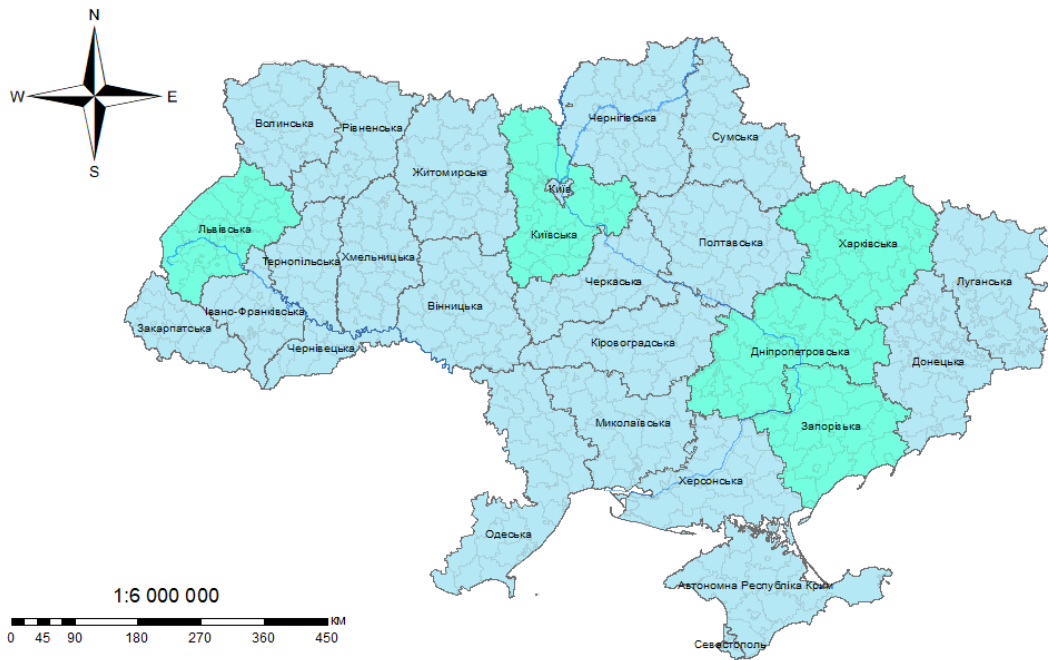 N
W
E
S
Волинська
Рівненська
Житомирська
Чернігівська
Сумська
Київ
Київська
Львівська
Тернопільська
Хмельницька
Полтавська
Харківська
Луганська
Черкаська
Вінницька
Івано-Франківська
Закарпатська
Чернівецька
Кіровоградська
Дніпропетровська
Донецька
Миколаївська
Запорізька
Херсонська
Одеська
Автономна Республіка Крим
Севестополь
1:6 000 000
КМ
0 45 90 180 270 360 450